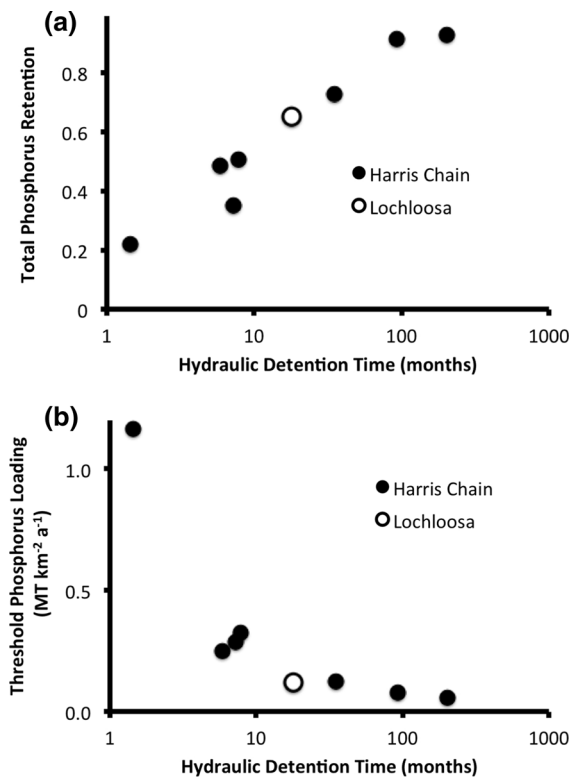 (a)
Total Phosphorus Retention
0.8
0.6
0.4
0.2
0
Harris Chain
Lochloosa
1 10 100 1000
Hydraulic Detention Time (months)
(b)
Threshold Phosphorus Loading
(MT km⁻² a⁻¹)
1.0
0.5
0.0
Harris Chain
Lochloosa
1 10 100 1000
Hydraulic Detention Time (months)